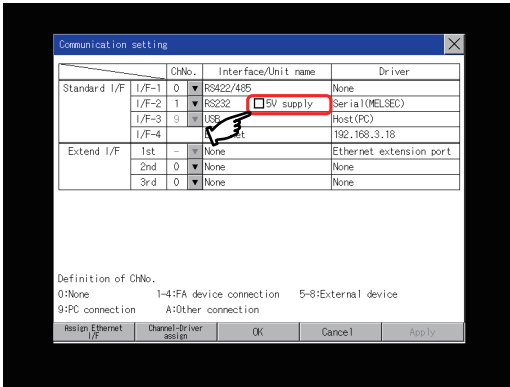 Communication setting
ChNo. Interface/Unit name Driver
Standard I/F I/F-1 0 RS422/485 None
I/F-2 1 RS232 5V supply Serial(MELSEC)
I/F-3 9 USB Host(PC)
I/F-4 192.168.3.18
Extend I/F 1st - None Ethernet extension port
2nd 0 None None
3rd 0 None None
Definition of ChNo.
0:None 1-4:FA device connection 5-8:External device
9:PC connection A:Other connection
Assign Ethernet I/F Channel-Driver assign OK Cancel Apply